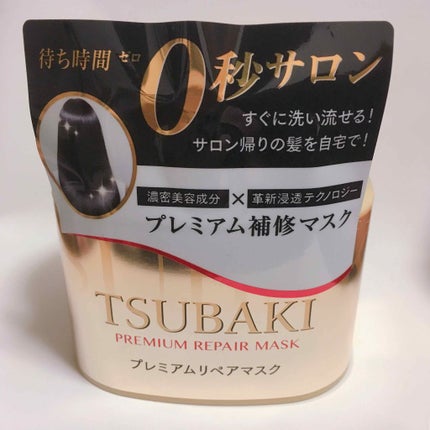 待ち時間 ゼロ 0秒サロン
すぐに洗い流せる!
サロン帰りの髪を自宅で!
濃密美容成分 × 革新浸透テクノロジー
プレミアム補修マスク
TSUBAKI
PREMIUM REPAIR MASK
プレミアムリペアマスク